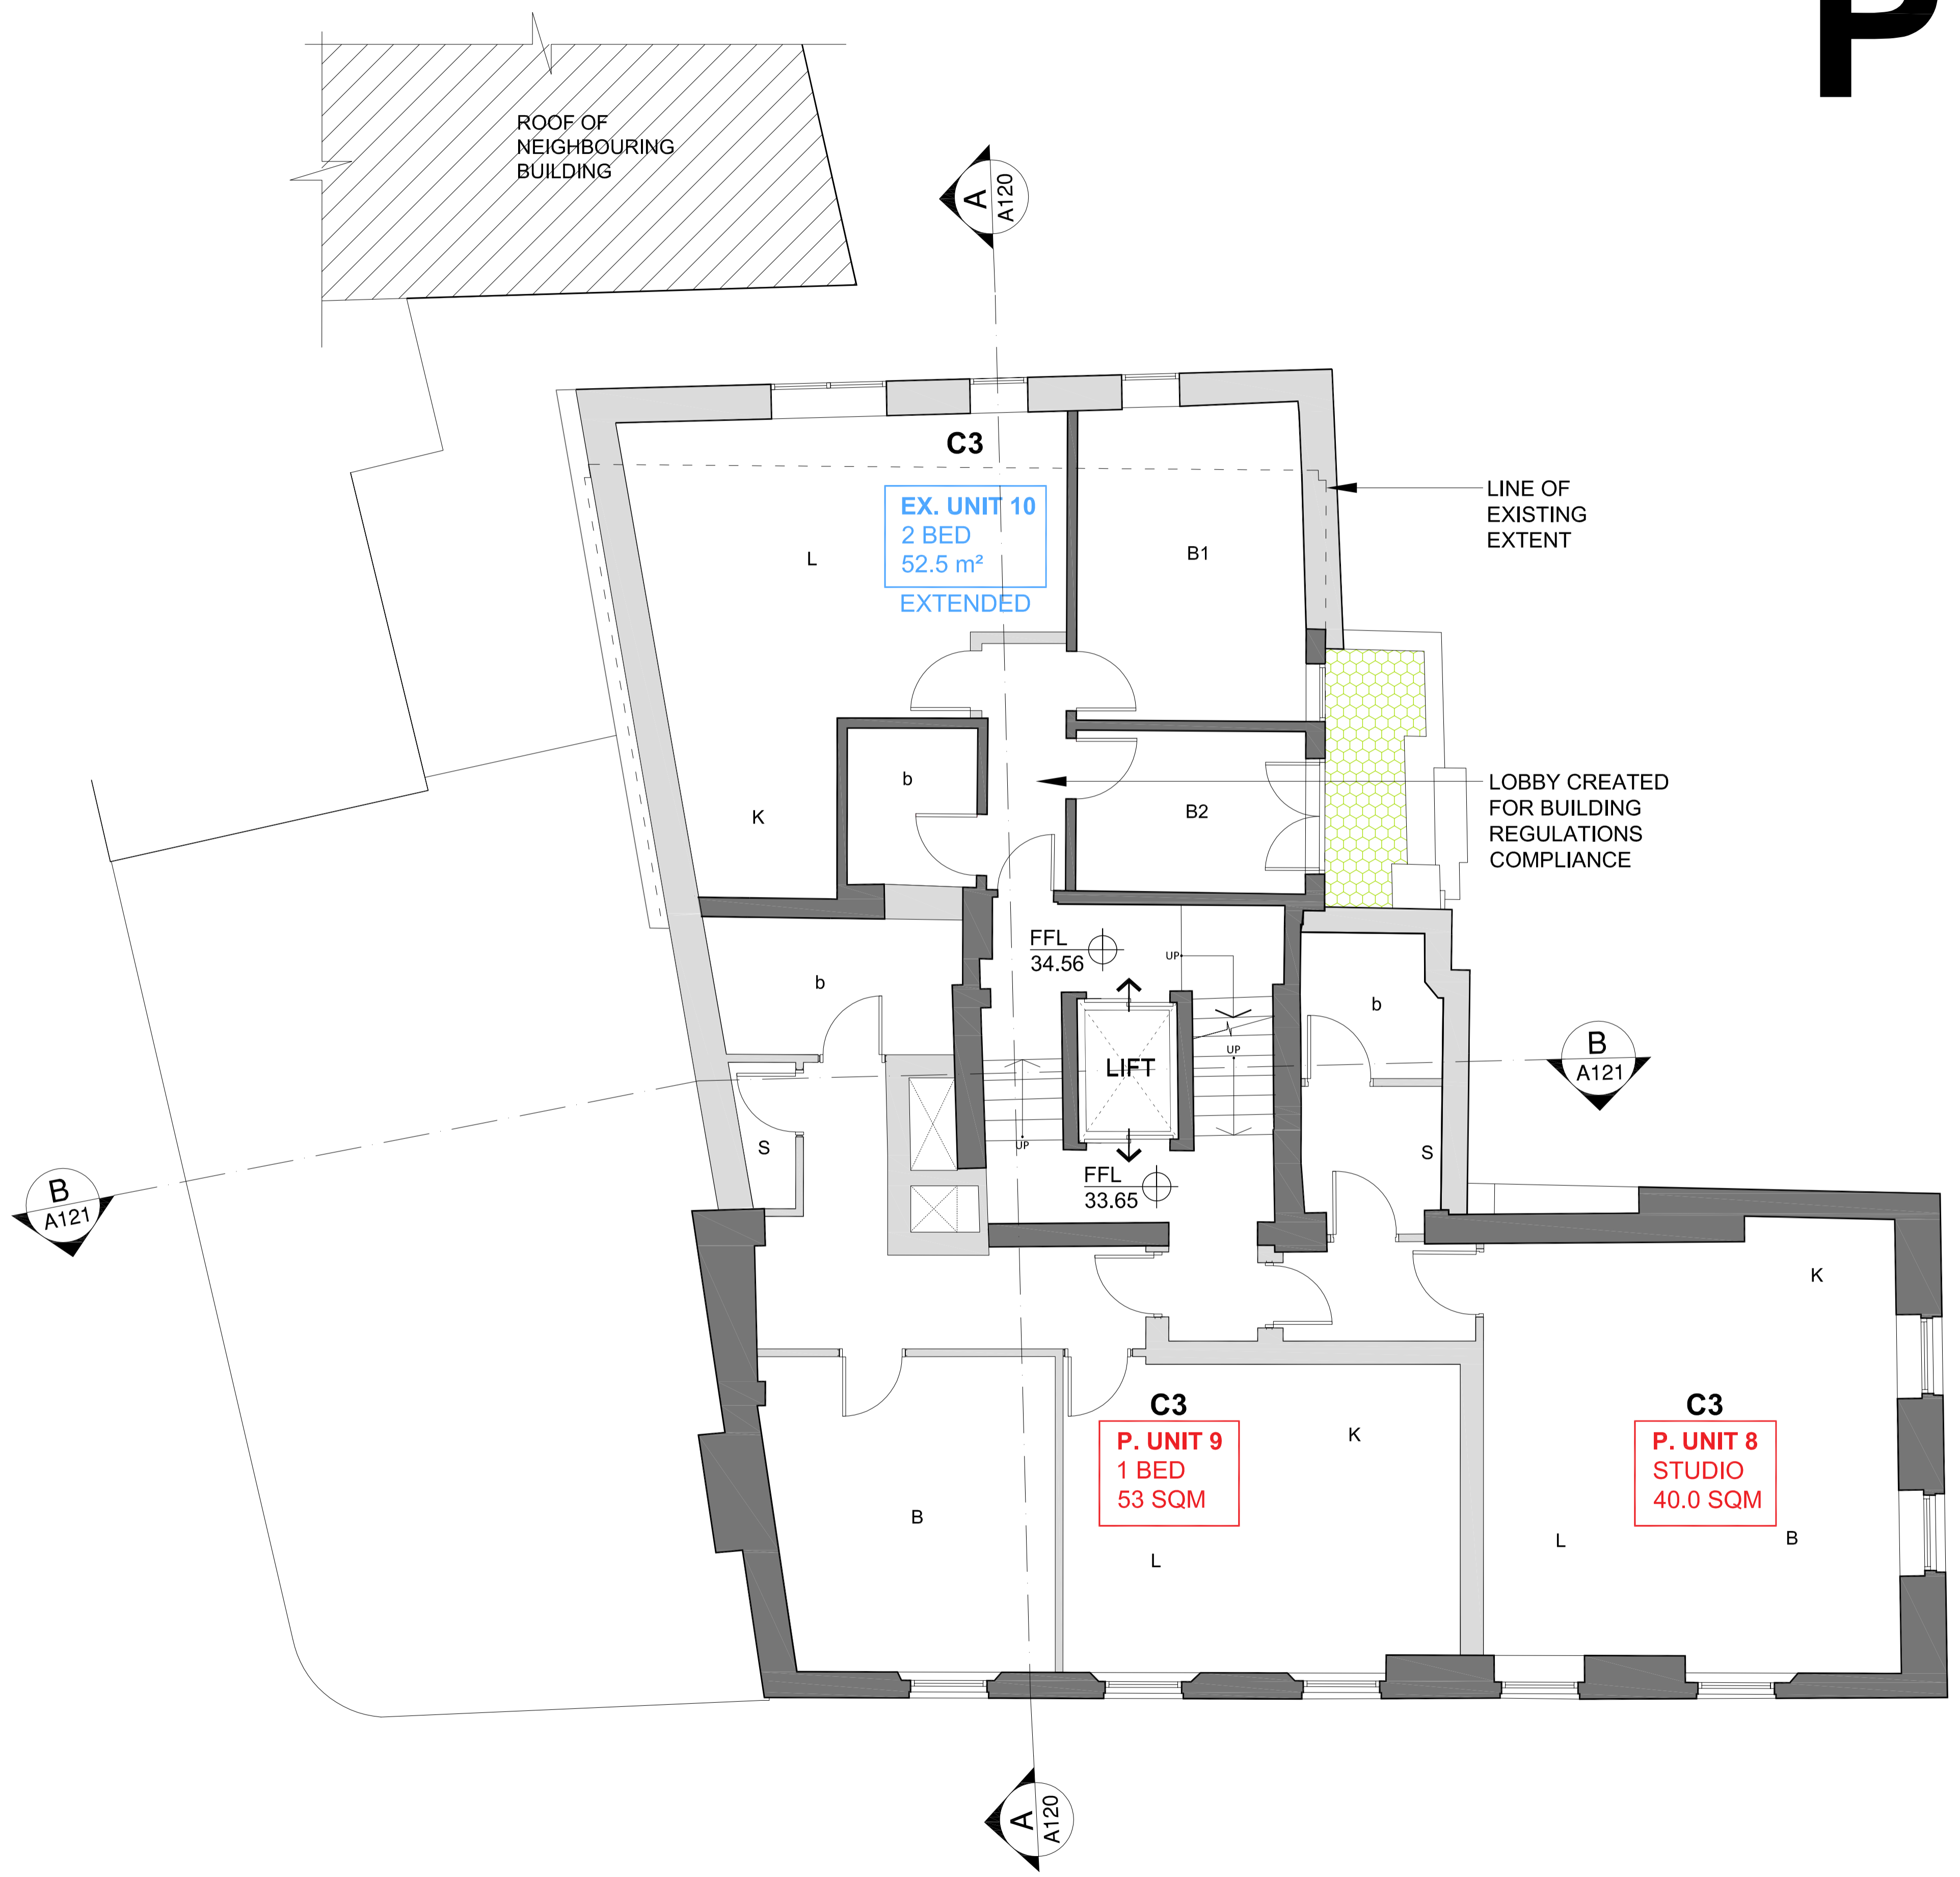 P
ROOF OF
NEIGHBOURING
BUILDING
A
A120
C3
EX. UNIT 10
2 BED
52.5 m²
EXTENDED
L
B1
LINE OF
EXISTING
EXTENT
b
K
B2
LOBBY CREATED
FOR BUILDING
REGULATIONS
COMPLIANCE
FFL
34.56
UP
b
b
UP
LIFT
B
A121
UP
S
S
FFL
33.65
B
A121
K
C3
P. UNIT 9
1 BED
53 SQM
K
C3
P. UNIT 8
STUDIO
40.0 SQM
B
L
L
B
A
A120